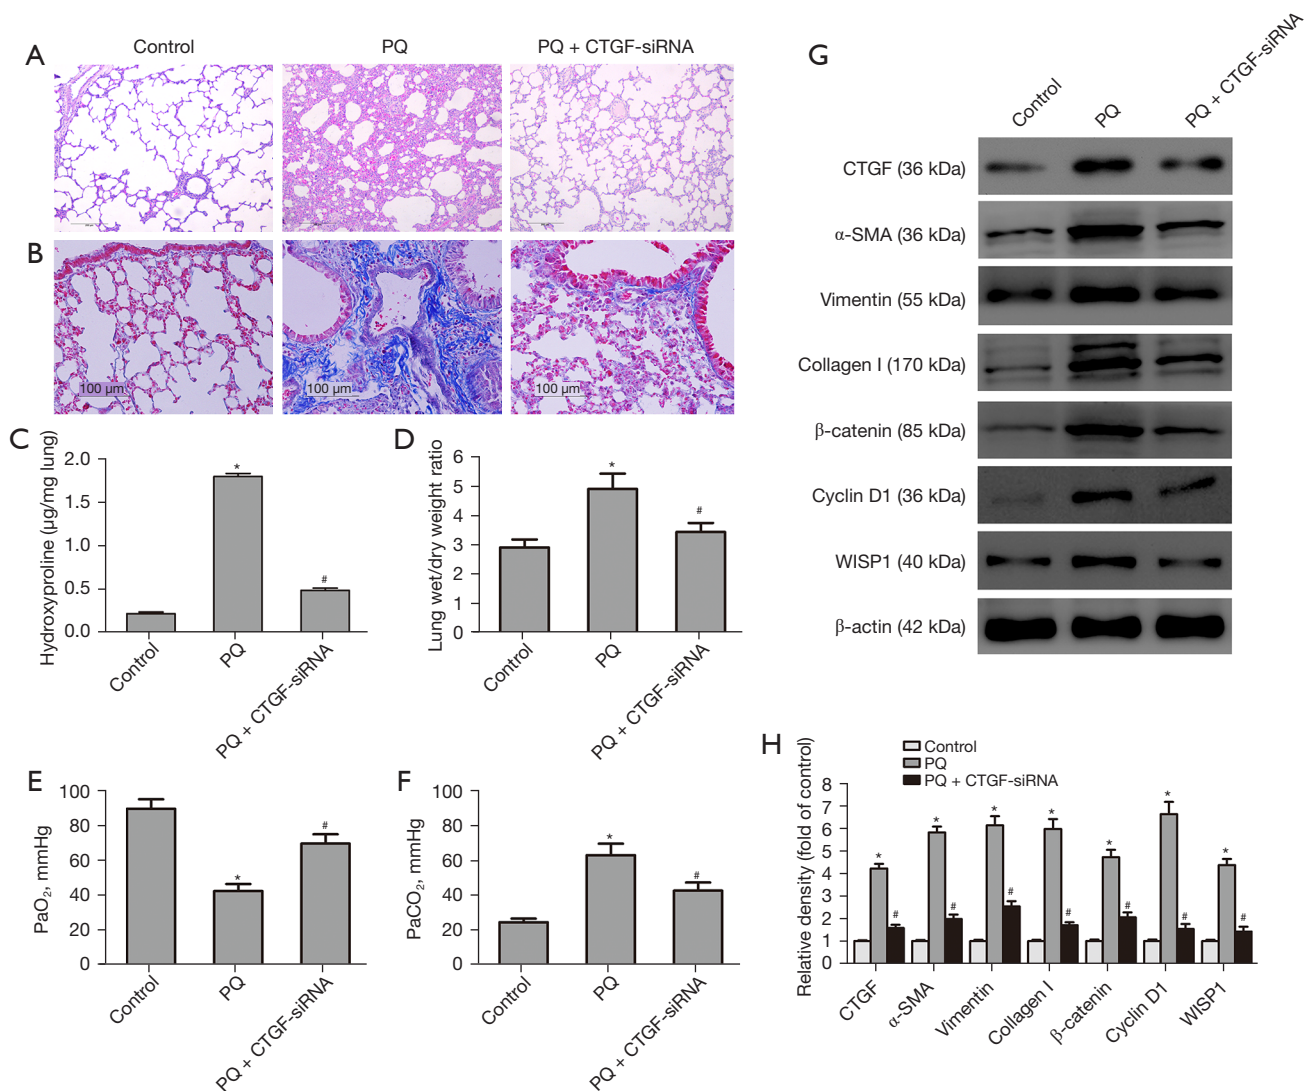 A
Control
PQ
PQ + CTGF-siRNA
B
100 µm
100 µm
100 µm
C
Hydroxyproline (µg/mg lung)
2.0
1.5
1.0
0.5
0.0
*
#
Control
PQ
PQ + CTGF-siRNA
D
Lung wet/dry weight ratio
6
5
4
3
2
1
0
*
#
Control
PQ
PQ + CTGF-siRNA
E
PaO2, mmHg
100
80
60
40
20
0
*
#
Control
PQ
PQ + CTGF-siRNA
F
PaCO2, mmHg
100
80
60
40
20
0
*
#
Control
PQ
PQ + CTGF-siRNA
G
Control
PQ
PQ + CTGF-siRNA
CTGF (36 kDa)
α-SMA (36 kDa)
Vimentin (55 kDa)
Collagen I (170 kDa)
β-catenin (85 kDa)
Cyclin D1 (36 kDa)
WISP1 (40 kDa)
β-actin (42 kDa)
H
Control
PQ
PQ + CTGF-siRNA
Relative density (fold of control)
8
7
6
5
4
3
2
1
0
* # * # * # * # * # * # * #
CTGF
α-SMA
Vimentin
Collagen I
β-catenin
Cyclin D1
WISP1